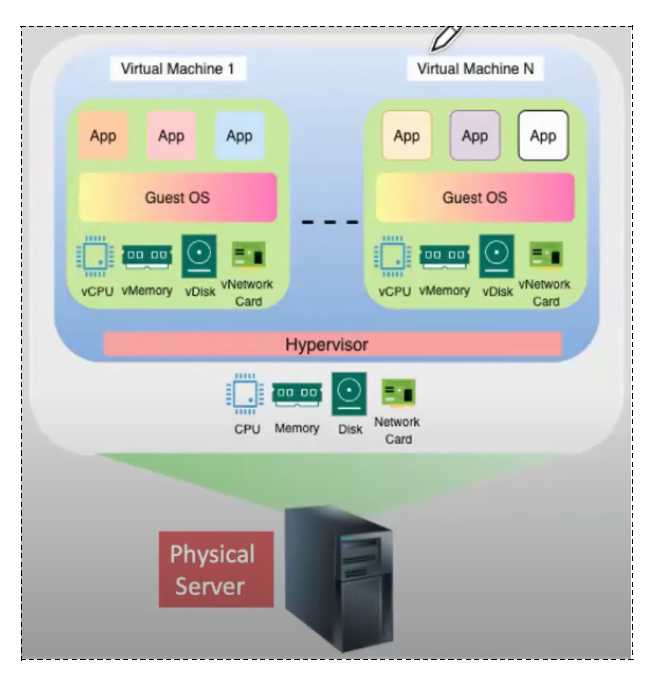 Virtual Machine 1
Virtual Machine N
App
App
App
App
App
App
Guest OS
Guest OS
vCPU
vMemory
vDisk
vNetwork
Card
vCPU
vMemory
vDisk
vNetwork
Card
Hypervisor
CPU
Memory
Disk
Network
Card
Physical
Server